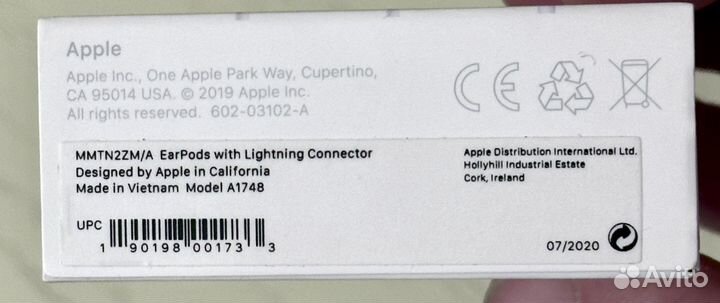 Apple
Apple Inc., One Apple Park Way, Cupertino,
CA 95014 USA. © 2019 Apple Inc.
All rights reserved. 602-03102-A
CE
MMTN2ZM/A EarPods with Lightning Connector
Designed by Apple in California
Made in Vietnam Model A1748
Apple Distribution International Ltd.
Hollyhill Industrial Estate
Cork, Ireland
UPC
1 90198 00173 3
07/2020
Avito